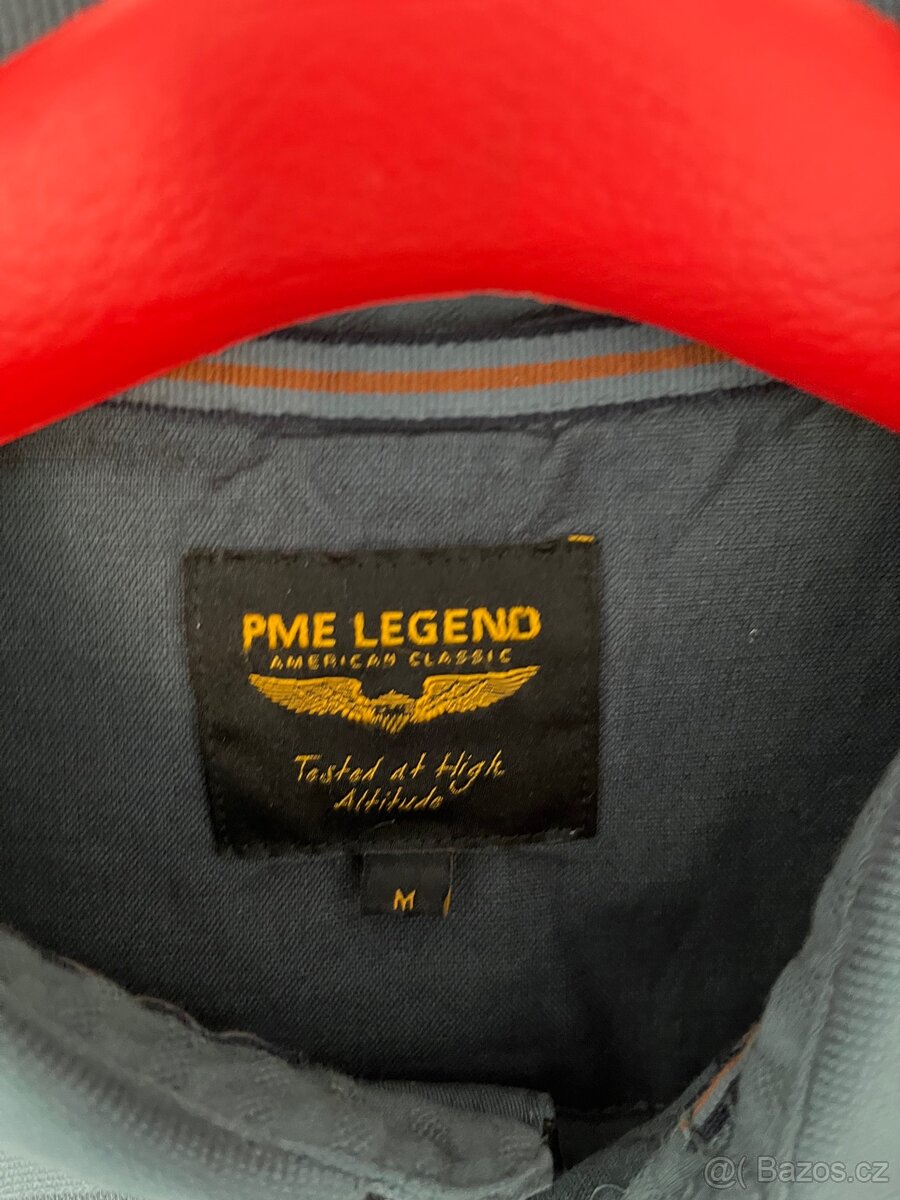 PME LEGEND
AMERICAN CLASSIC
Tested at High
Altitude
M
@( Bazos.cz